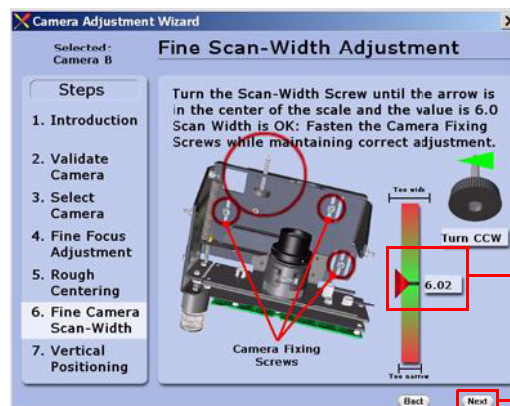 Camera Adjustment Wizard
Selected:
Camera B
Fine Scan-Width Adjustment
Steps
1. Introduction
2. Validate
Camera
3. Select
Camera
4. Fine Focus
Adjustment
5. Rough
Centering
6. Fine Camera
Scan-Width
7. Vertical
Positioning
Turn the Scan-Width Screw until the arrow is
in the center of the scale and the value is 6.0
Scan Width is OK: Fasten the Camera Fixing
Screws while maintaining correct adjustment.
Too wide
Turn CCW
6.02
Camera Fixing
Screws
Too narrow
Back
Next